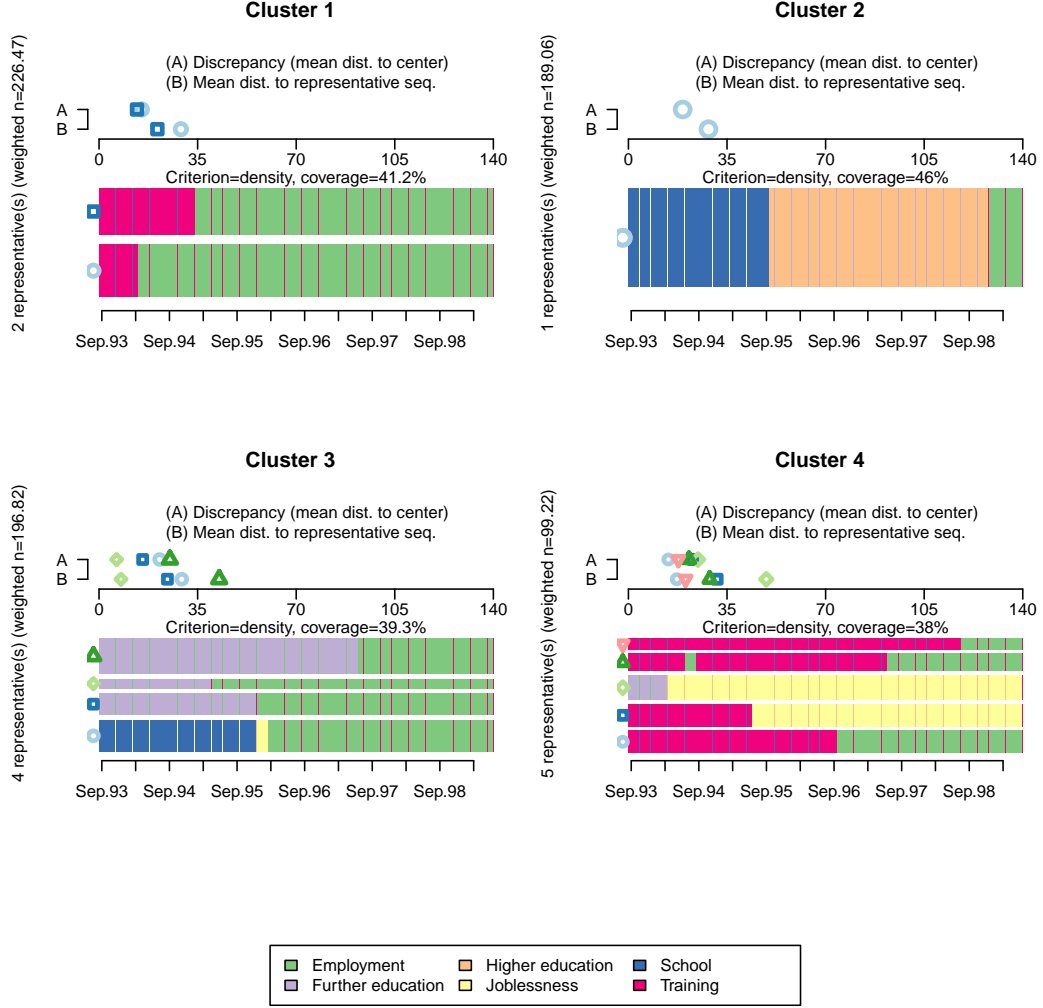 Cluster 1
2 representative(s) (weighted n=226.47)
(A) Discrepancy (mean dist. to center)
(B) Mean dist. to representative seq.
A
B
0 35 70 105 140
Criterion=density, coverage=41.2%
Sep.93 Sep.94 Sep.95 Sep.96 Sep.97 Sep.98
Cluster 2
1 representative(s) (weighted n=189.06)
(A) Discrepancy (mean dist. to center)
(B) Mean dist. to representative seq.
A
B
0 35 70 105 140
Criterion=density, coverage=46%
Sep.93 Sep.94 Sep.95 Sep.96 Sep.97 Sep.98
Cluster 3
4 representative(s) (weighted n=196.82)
(A) Discrepancy (mean dist. to center)
(B) Mean dist. to representative seq.
A
B
0 35 70 105 140
Criterion=density, coverage=39.3%
Sep.93 Sep.94 Sep.95 Sep.96 Sep.97 Sep.98
Cluster 4
5 representative(s) (weighted n=99.22)
(A) Discrepancy (mean dist. to center)
(B) Mean dist. to representative seq.
A
B
0 35 70 105 140
Criterion=density, coverage=38%
Sep.93 Sep.94 Sep.95 Sep.96 Sep.97 Sep.98
Employment Higher education School
Further education Joblessness Training